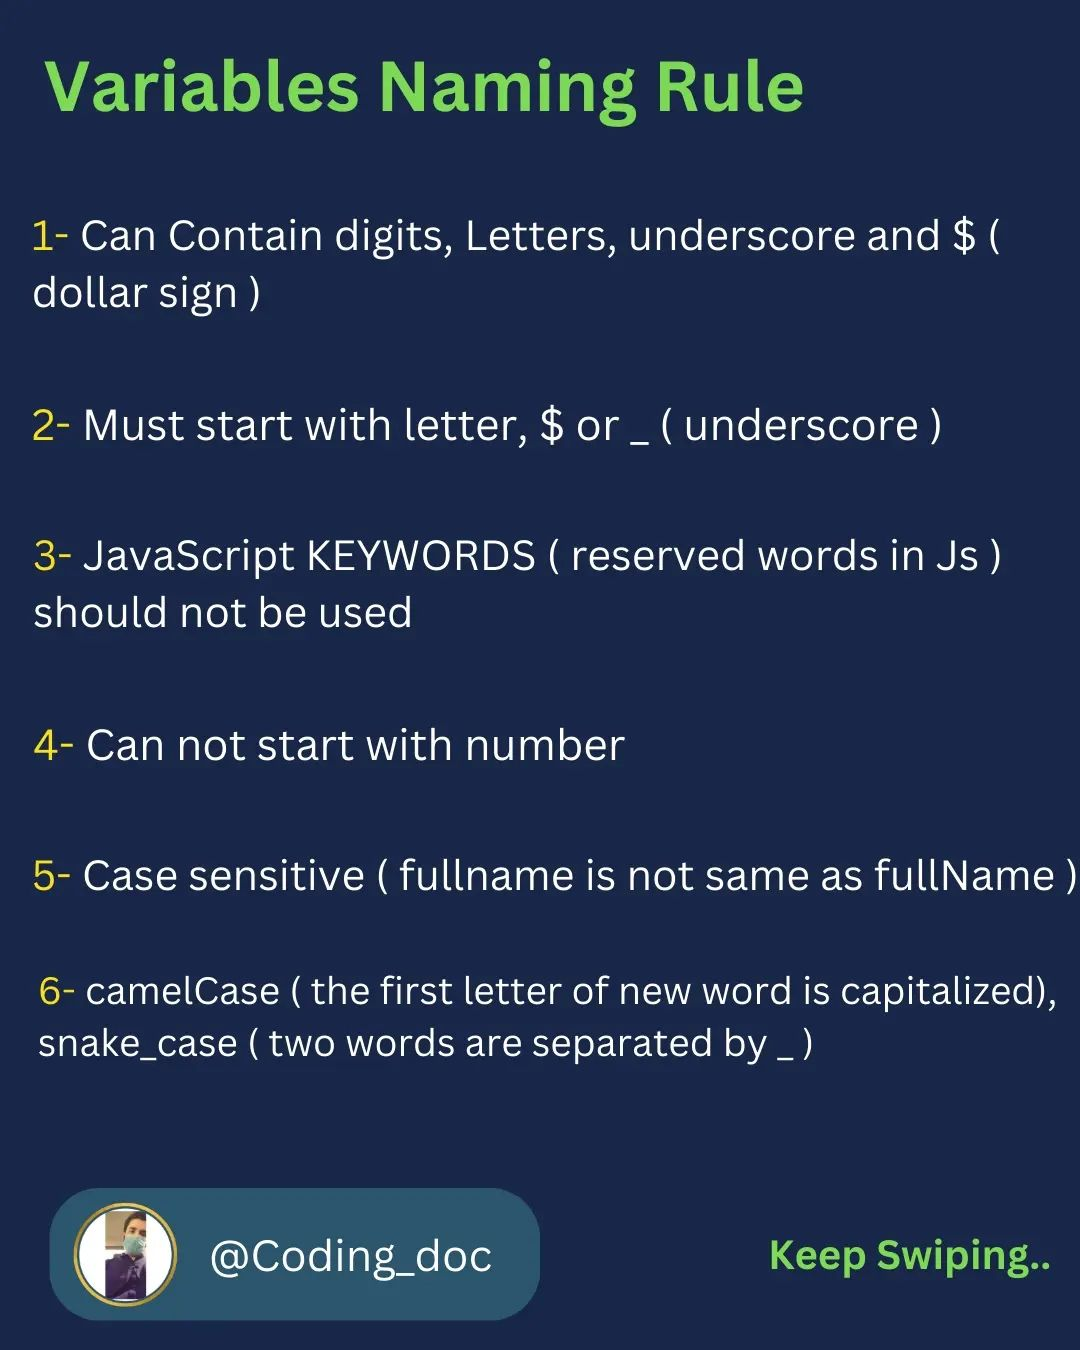 Variables Naming Rule
1- Can Contain digits, Letters, underscore and $ (
dollar sign )
2- Must start with letter, $ or _ ( underscore )
3- JavaScript KEYWORDS ( reserved words in Js )
should not be used
4- Can not start with number
5- Case sensitive ( fullname is not same as fullName )
6- camelCase ( the first letter of new word is capitalized),
snake_case ( two words are separated by _ )
@Coding_doc
Keep Swiping..